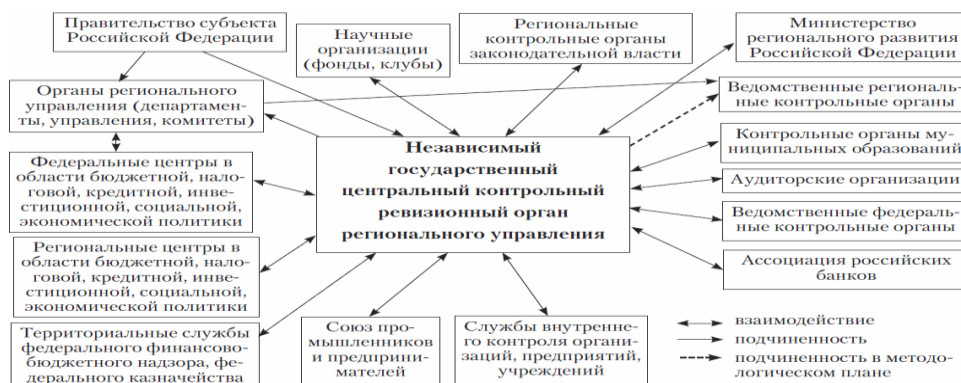 Правительство субъекта
Российской Федерации
Научные
организации
(фонды, клубы)
Региональные
контрольные органы
законодательной власти
Министерство
регионального развития
Российской Федерации
Органы регионального
управления (департамен-
ты, управления, комитеты)
Ведомственные региональ-
ные контрольные органы
Федеральные центры в
области бюджетной, нало-
говой, кредитной, инве-
стиционной, социальной,
экономической политики
Независимый
государственный
центральный контрольный
ревизионный орган
регионального управления
Контрольные органы му-
ниципальных образований
Аудиторские организации
Ведомственные федераль-
ные контрольные органы
Региональные центры в
области бюджетной, нало-
говой, кредитной, инве-
стиционной, социальной,
экономической политики
Ассоциация российских
банков
Территориальные службы
федерального финансово-
бюджетного надзора, фе-
дерального казначейства
Союз про-
мышленников
и предприни-
мателей
Службы внутренне-
го контроля органи-
заций, предприятий,
учреждений
взаимодействие
подчиненность
подчиненность в методо-
логическом плане